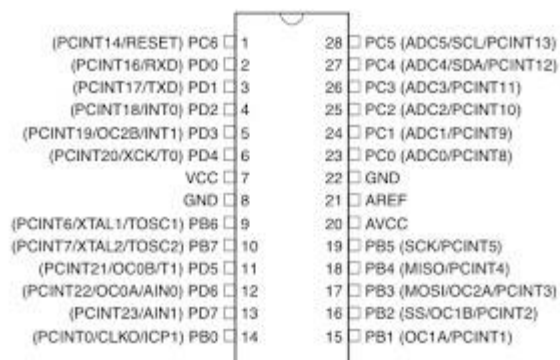 (PCINT14/RESET) PC6 1 28 PC5 (ADC5/SCL/PCINT13)
(PCINT16/RXD) PD0 2 27 PC4 (ADC4/SDA/PCINT12)
(PCINT17/TXD) PD1 3 26 PC3 (ADC3/PCINT11)
(PCINT18/INT0) PD2 4 25 PC2 (ADC2/PCINT10)
(PCINT19/OC2B/INT1) PD3 5 24 PC1 (ADC1/PCINT9)
(PCINT20/XCK/T0) PD4 6 23 PC0 (ADC0/PCINT8)
VCC 7 22 GND
GND 8 21 AREF
(PCINT6/XTAL1/TOSC1) PB6 9 20 AVCC
(PCINT7/XTAL2/TOSC2) PB7 10 19 PB5 (SCK/PCINT5)
(PCINT21/OC0B/T1) PD5 11 18 PB4 (MISO/PCINT4)
(PCINT22/OC0A/AIN0) PD6 12 17 PB3 (MOSI/OC2A/PCINT3)
(PCINT23/AIN1) PD7 13 16 PB2 (SS/OC1B/PCINT2)
(PCINT0/CLKO/ICP1) PB0 14 15 PB1 (OC1A/PCINT1)